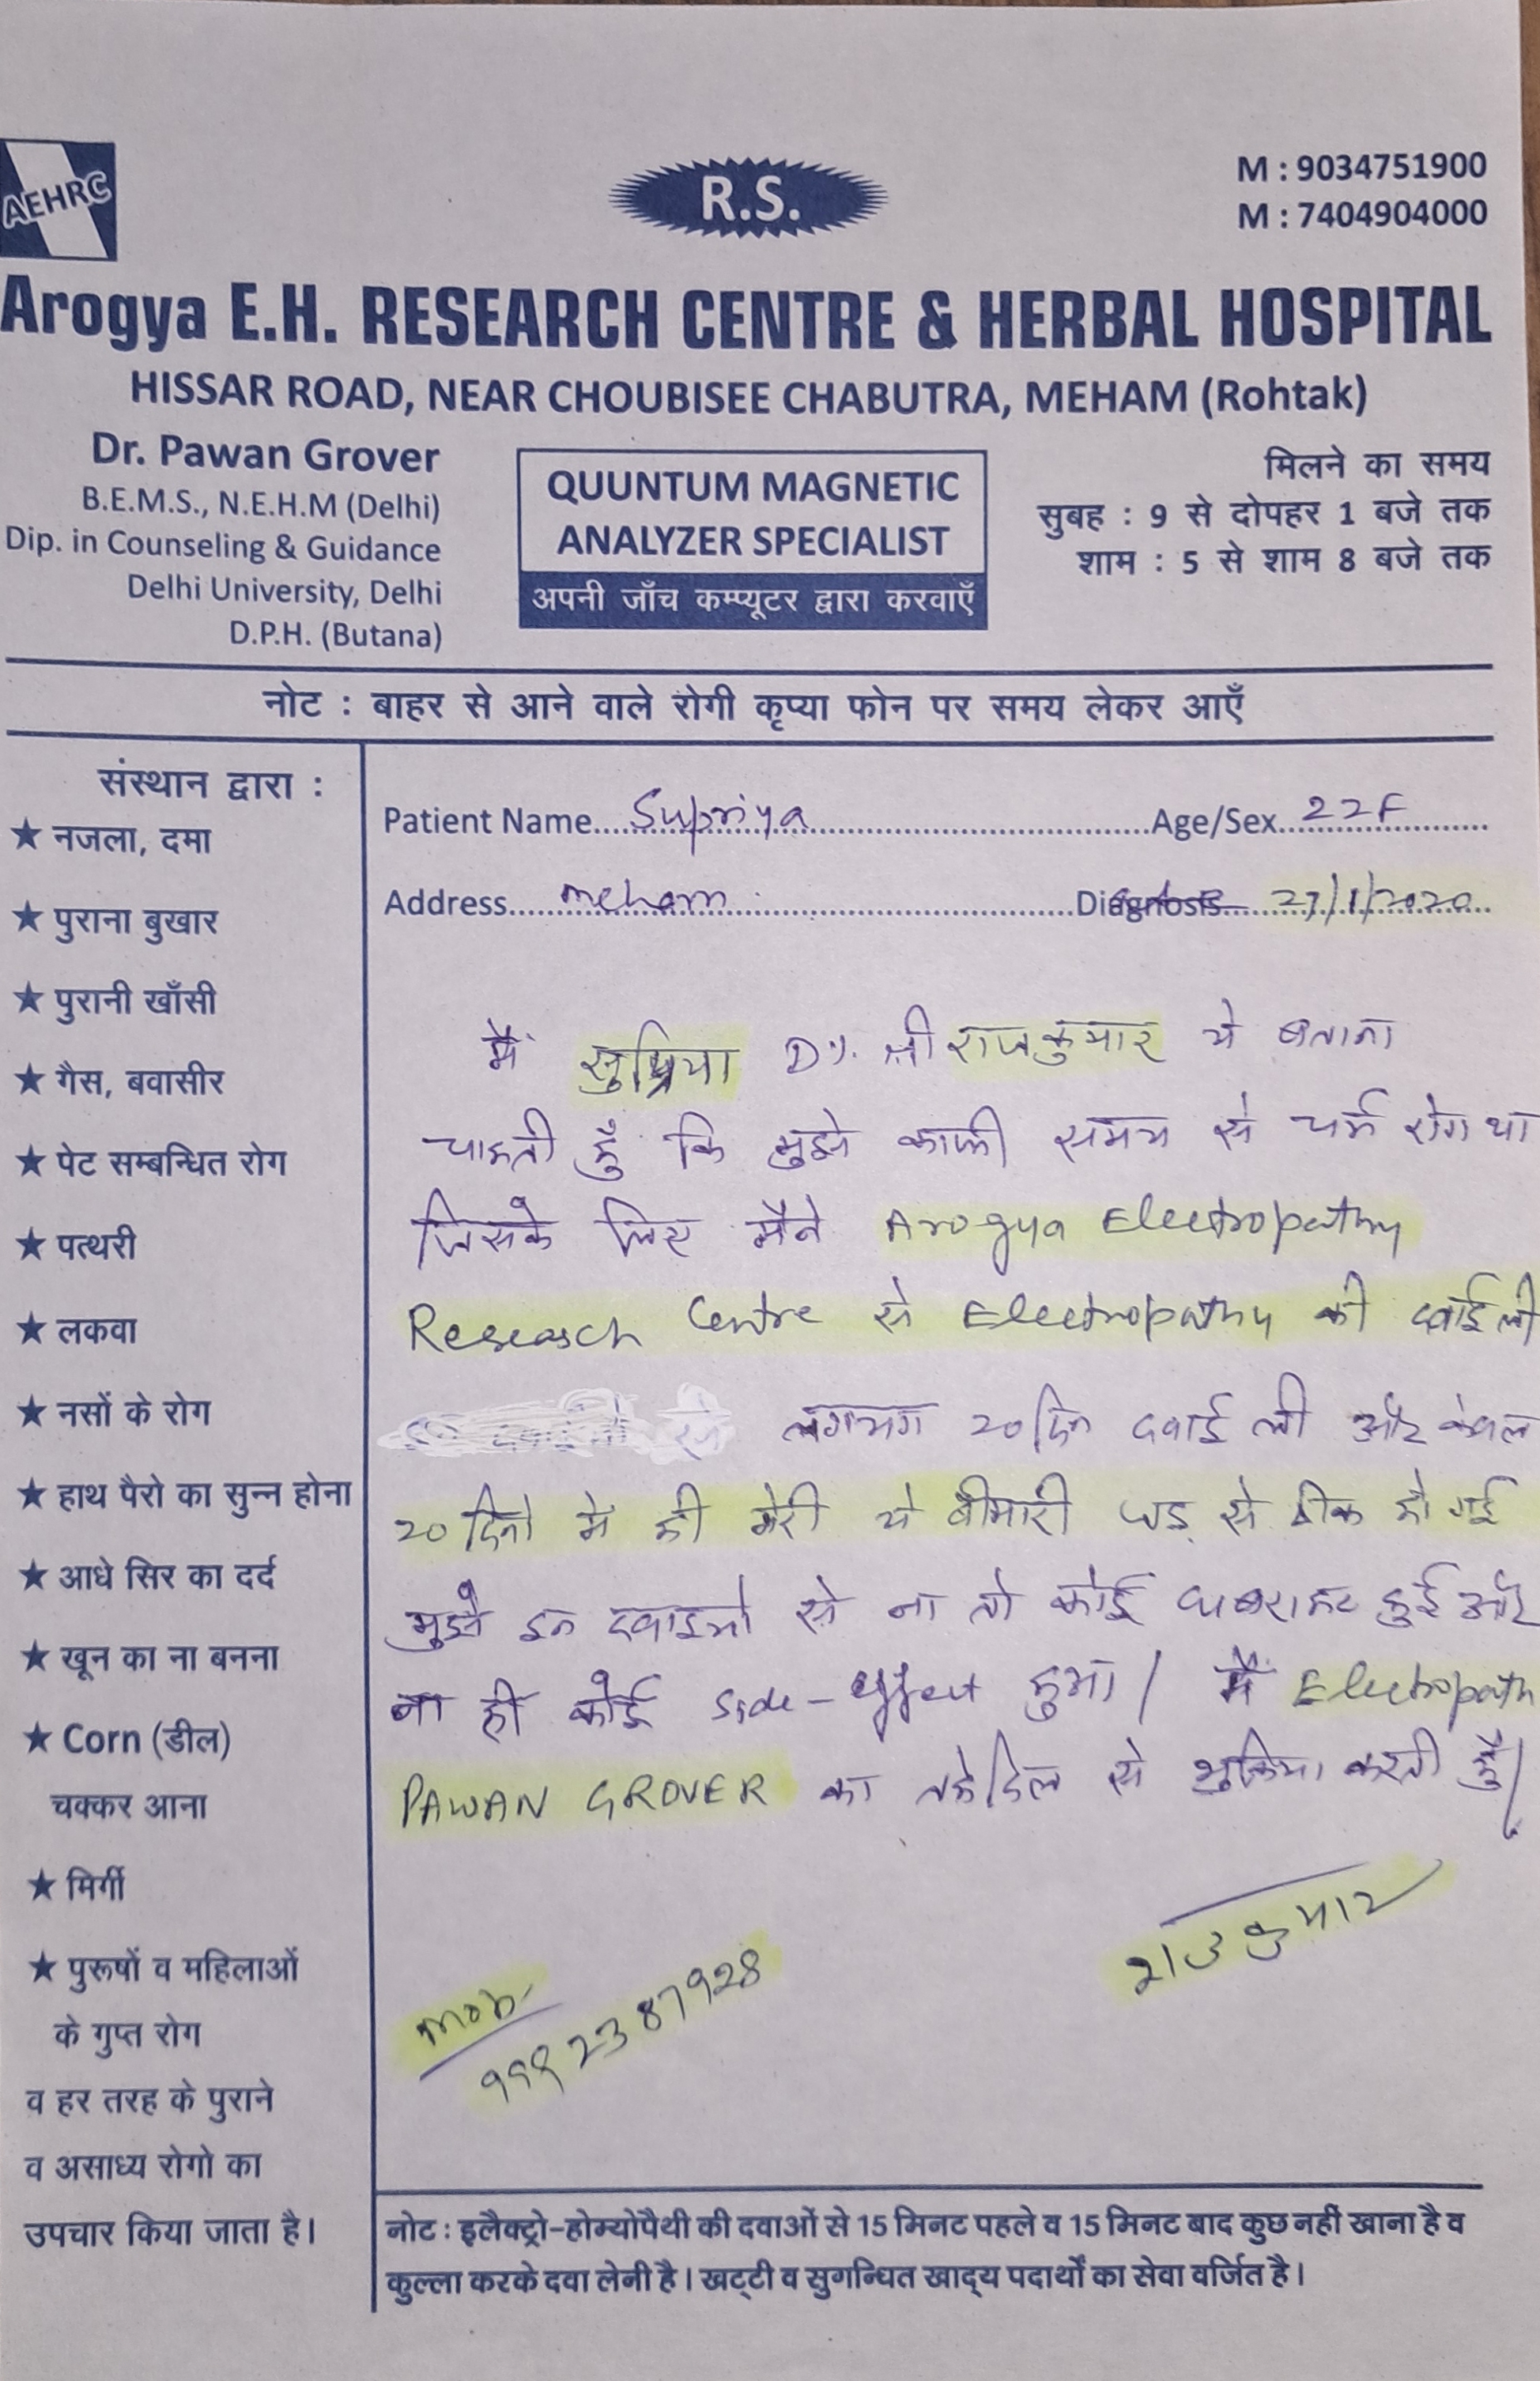 AEHRC
R.S.
M : 9034751900
M : 7404904000
Arogya E.H. RESEARCH CENTRE & HERBAL HOSPITAL
HISSAR ROAD, NEAR CHOUBISEE CHABUTRA, MEHAM (Rohtak)
Dr. Pawan Grover
B.E.M.S., N.E.H.M (Delhi)
Dip. in Counseling & Guidance
Delhi University, Delhi
D.P.H. (Butana)
QUUNTUM MAGNETIC
ANALYZER SPECIALIST
अपनी जाँच कम्प्यूटर द्वारा करवाएँ
मिलने का समय
सुबह : 9 से दोपहर 1 बजे तक
शाम : 5 से शाम 8 बजे तक
नोट : बाहर से आने वाले रोगी कृप्या फोन पर समय लेकर आएँ
संस्थान द्वारा :
★ नजला, दमा
★ पुराना बुखार
★ पुरानी खाँसी
★ गैस, बवासीर
★ पेट सम्बन्धित रोग
★ पत्थरी
★ लकवा
★ नसों के रोग
★ हाथ पैरो का सुन्न होना
★ आधे सिर का दर्द
★ खून का ना बनना
★ Corn (डील)
चक्कर आना
★ मिर्गी
★ पुरूषों व महिलाओं
के गुप्त रोग
व हर तरह के पुराने
व असाध्य रोगो का
उपचार किया जाता है।
Patient Name Supriya Age/Sex 22F
Address meham Diagnosis 27/1/2020
मैं सुप्रिया D/. श्री राजकुमार ये बताना
चाहती हूँ कि मुझे काफी समय से चर्म रोग था
जिसके लिए मैने Arogya Electropathy
Research Centre से Electropathy की दवाई ली
लगभग 20 दिन दवाई ली और केवल
20 दिनो मे ही मेरी ये बीमारी जड़ से ठीक हो गई
मुझे इन दवाइयो से ना तो कोई घबराहट हुई और
ना ही कोई side-effect हुआ। मैं Electropath
PAWAN GROVER का तहेदिल से शुक्रिया करती हूँ।
राजकुमार
Mob-
9992387928
नोट : इलैक्ट्रो-होम्योपैथी की दवाओं से 15 मिनट पहले व 15 मिनट बाद कुछ नहीं खाना है व
कुल्ला करके दवा लेनी है। खट्टी व सुगन्धित खाद्य पदार्थों का सेवा वर्जित है।